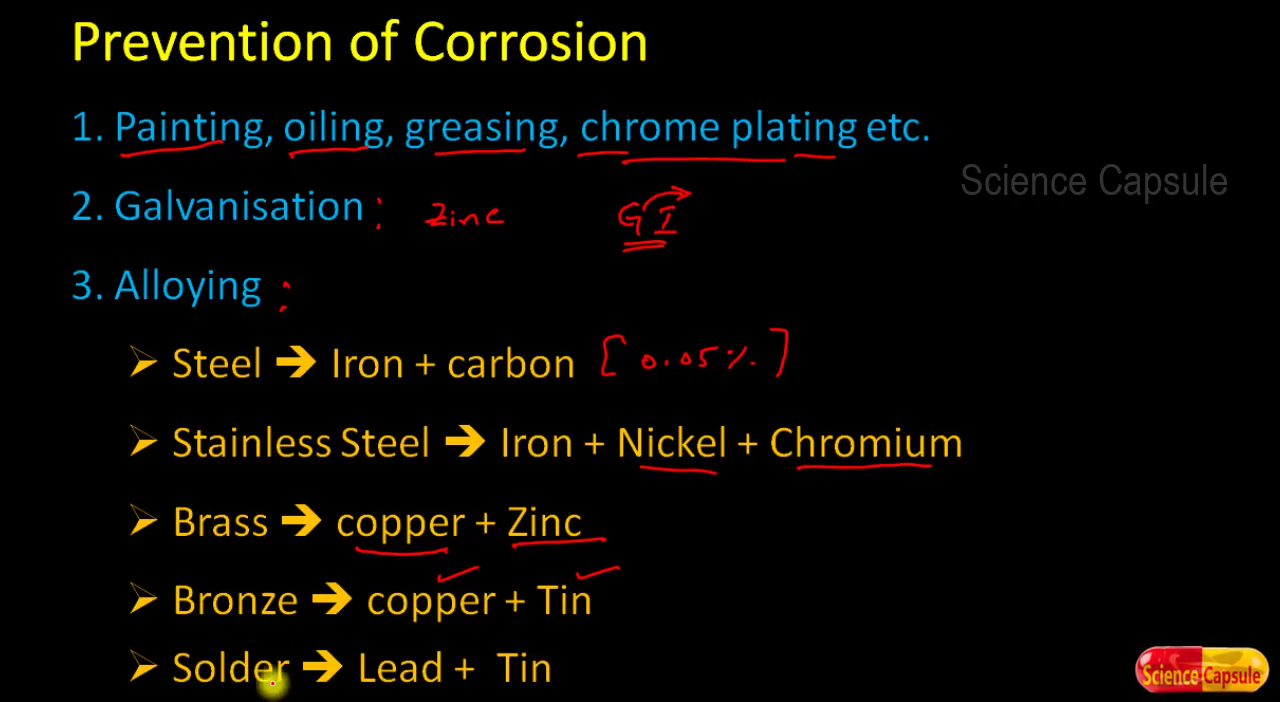 Prevention of Corrosion
1. Painting, oiling, greasing, chrome plating etc.
Science Capsule
2. Galvanisation : Zinc GI
3. Alloying :
➢ Steel ➔ Iron + carbon [0.05%]
➢ Stainless Steel ➔ Iron + Nickel + Chromium
➢ Brass ➔ copper + Zinc
➢ Bronze ➔ copper + Tin
➢ Solder ➔ Lead + Tin
Science Capsule